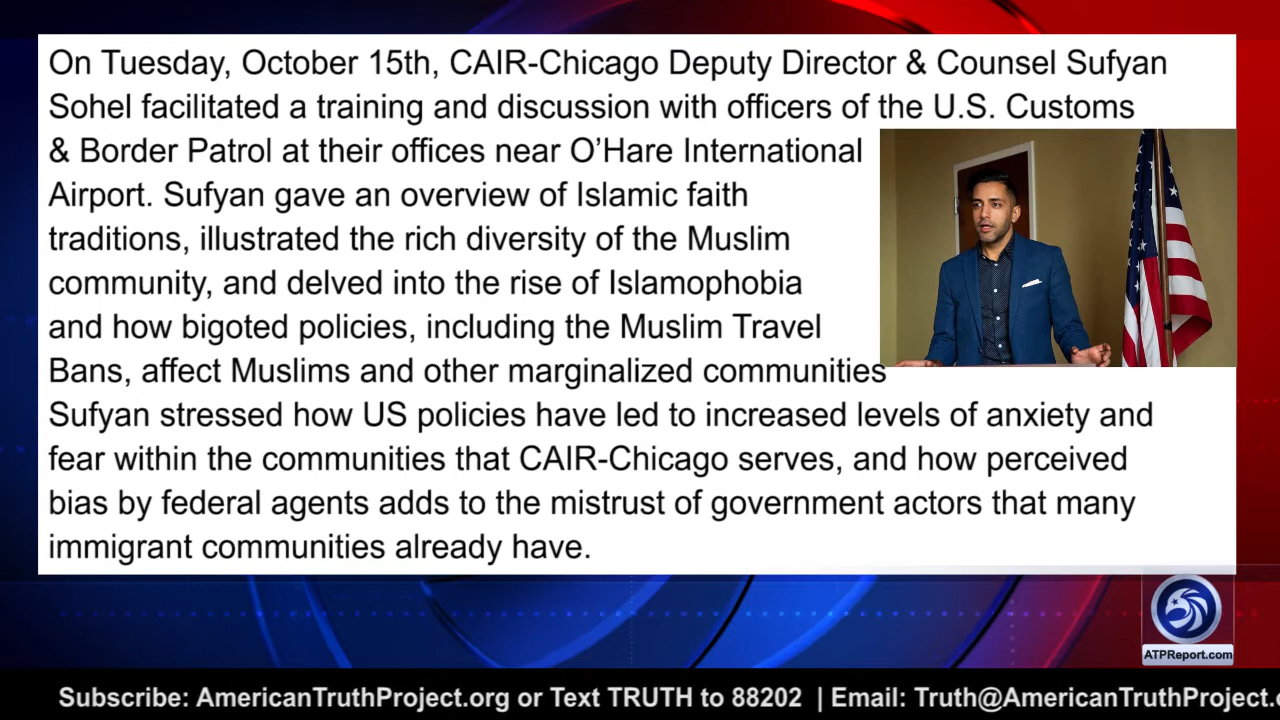 On Tuesday, October 15th, CAIR-Chicago Deputy Director & Counsel Sufyan
Sohel facilitated a training and discussion with officers of the U.S. Customs
& Border Patrol at their offices near O’Hare International
Airport. Sufyan gave an overview of Islamic faith
traditions, illustrated the rich diversity of the Muslim
community, and delved into the rise of Islamophobia
and how bigoted policies, including the Muslim Travel
Bans, affect Muslims and other marginalized communities
Sufyan stressed how US policies have led to increased levels of anxiety and
fear within the communities that CAIR-Chicago serves, and how perceived
bias by federal agents adds to the mistrust of government actors that many
immigrant communities already have.
ATPReport.com
Subscribe: AmericanTruthProject.org or Text TRUTH to 88202 | Email: Truth@AmericanTruthProject.